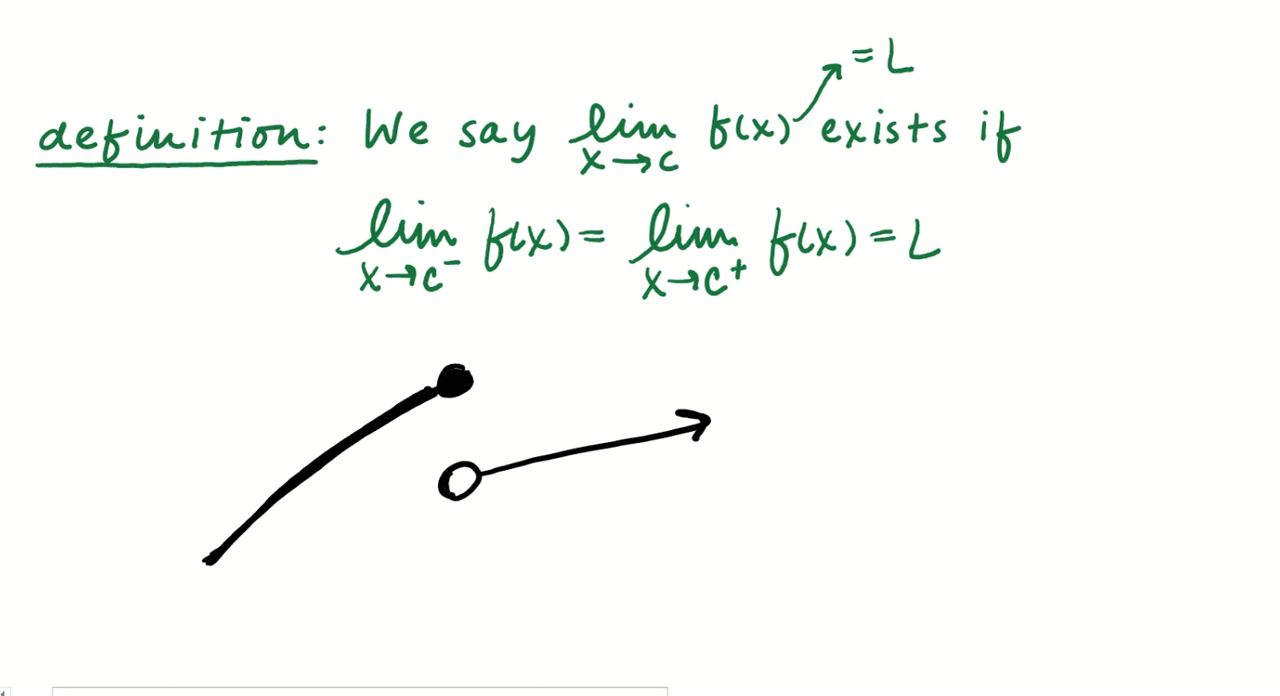 = L
definition: We say lim x→c f(x) exists if
lim x→c⁻ f(x) = lim x→c⁺ f(x) = L